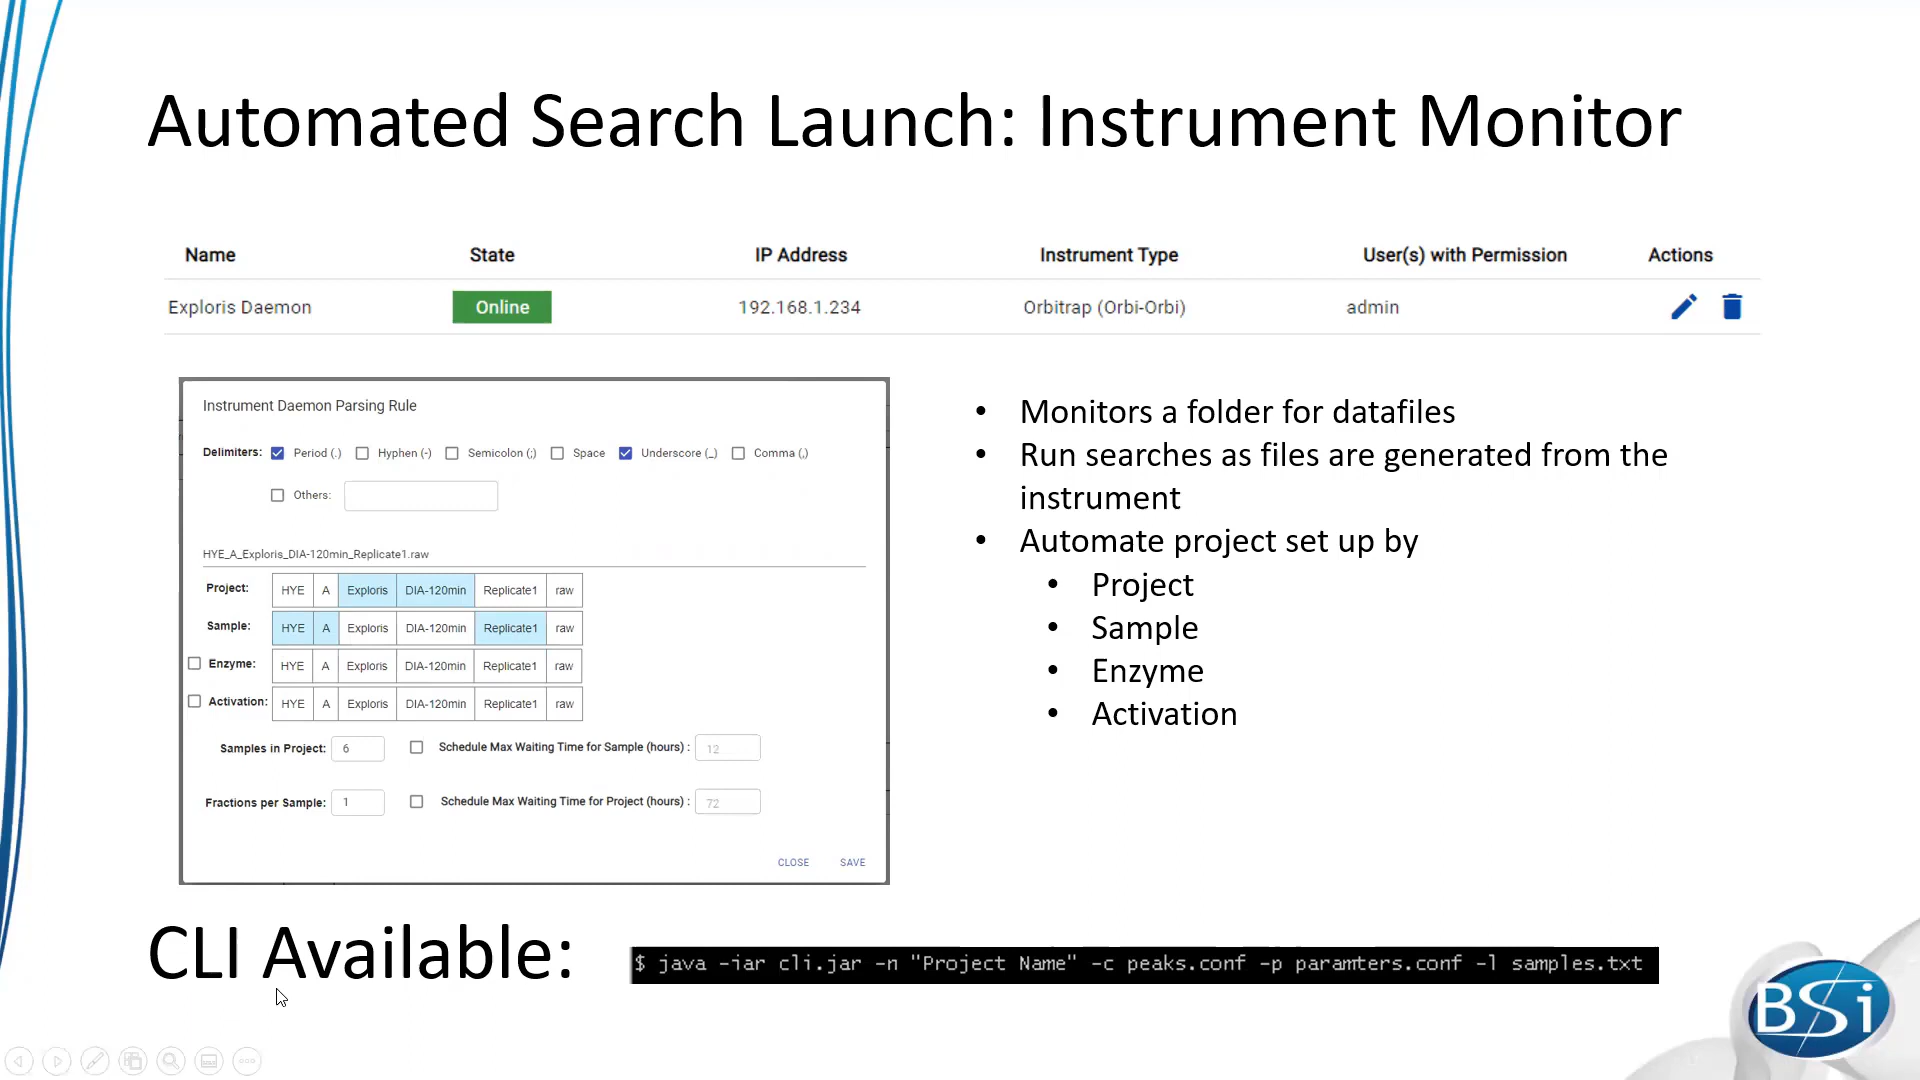 Automated Search Launch: Instrument Monitor
Name State IP Address Instrument Type User(s) with Permission Actions
Exploris Daemon Online 192.168.1.234 Orbitrap (Orbi-Orbi) admin
Instrument Daemon Parsing Rule
Delimiters: Period (.) Hyphen (-) Semicolon (;) Space Underscore (_) Comma (,)
Others:
HYE_A_Exploris_DIA-120min_Replicate1.raw
Project: HYE A Exploris DIA-120min Replicate1 raw
Sample: HYE A Exploris DIA-120min Replicate1 raw
Enzyme: HYE A Exploris DIA-120min Replicate1 raw
Activation: HYE A Exploris DIA-120min Replicate1 raw
Samples in Project: 6 Schedule Max Waiting Time for Sample (hours) : 12
Fractions per Sample: 1 Schedule Max Waiting Time for Project (hours) : 72
CLOSE SAVE
• Monitors a folder for datafiles
• Run searches as files are generated from the
instrument
• Automate project set up by
• Project
• Sample
• Enzyme
• Activation
CLI Available:
$ java -iar cli.jar -n "Project Name" -c peaks.conf -p paramters.conf -l samples.txt
BSi